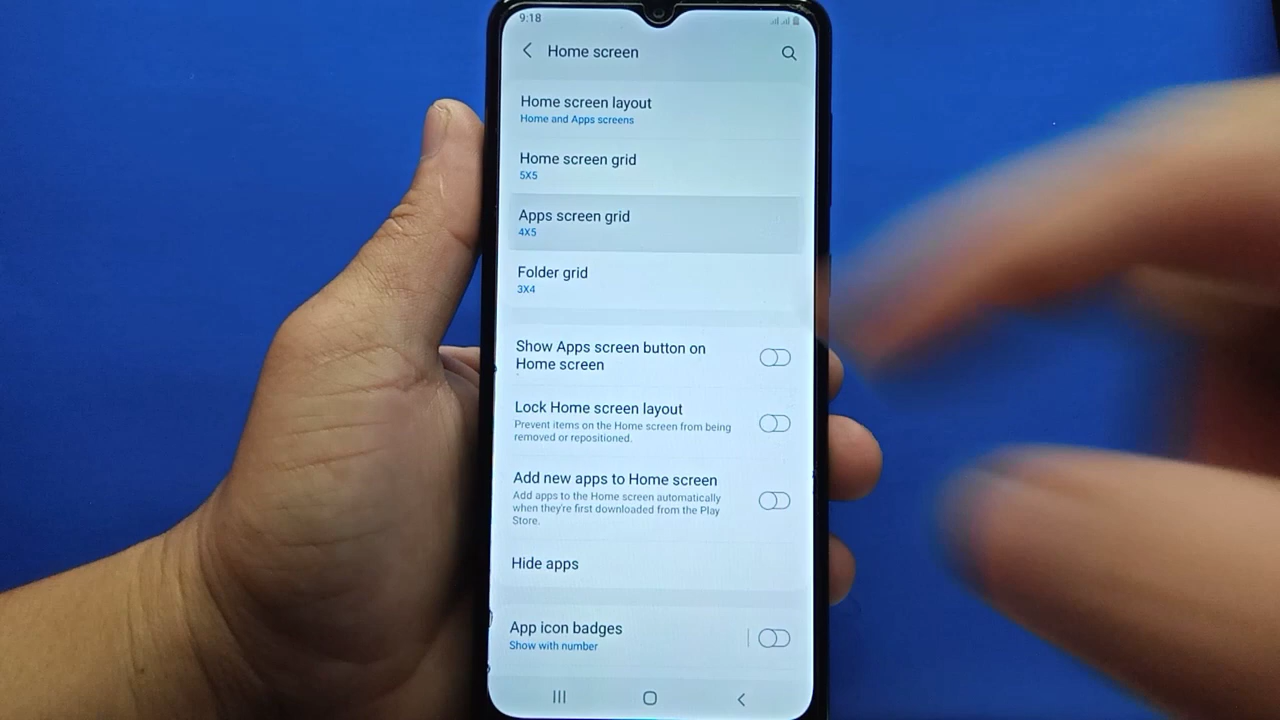 9:18
Home screen
Home screen layout
Home and Apps screens
Home screen grid
5X5
Apps screen grid
4X5
Folder grid
3X4
Show Apps screen button on
Home screen
Lock Home screen layout
Prevent items on the Home screen from being
removed or repositioned.
Add new apps to Home screen
Add apps to the Home screen automatically
when they're first downloaded from the Play
Store.
Hide apps
App icon badges
Show with number